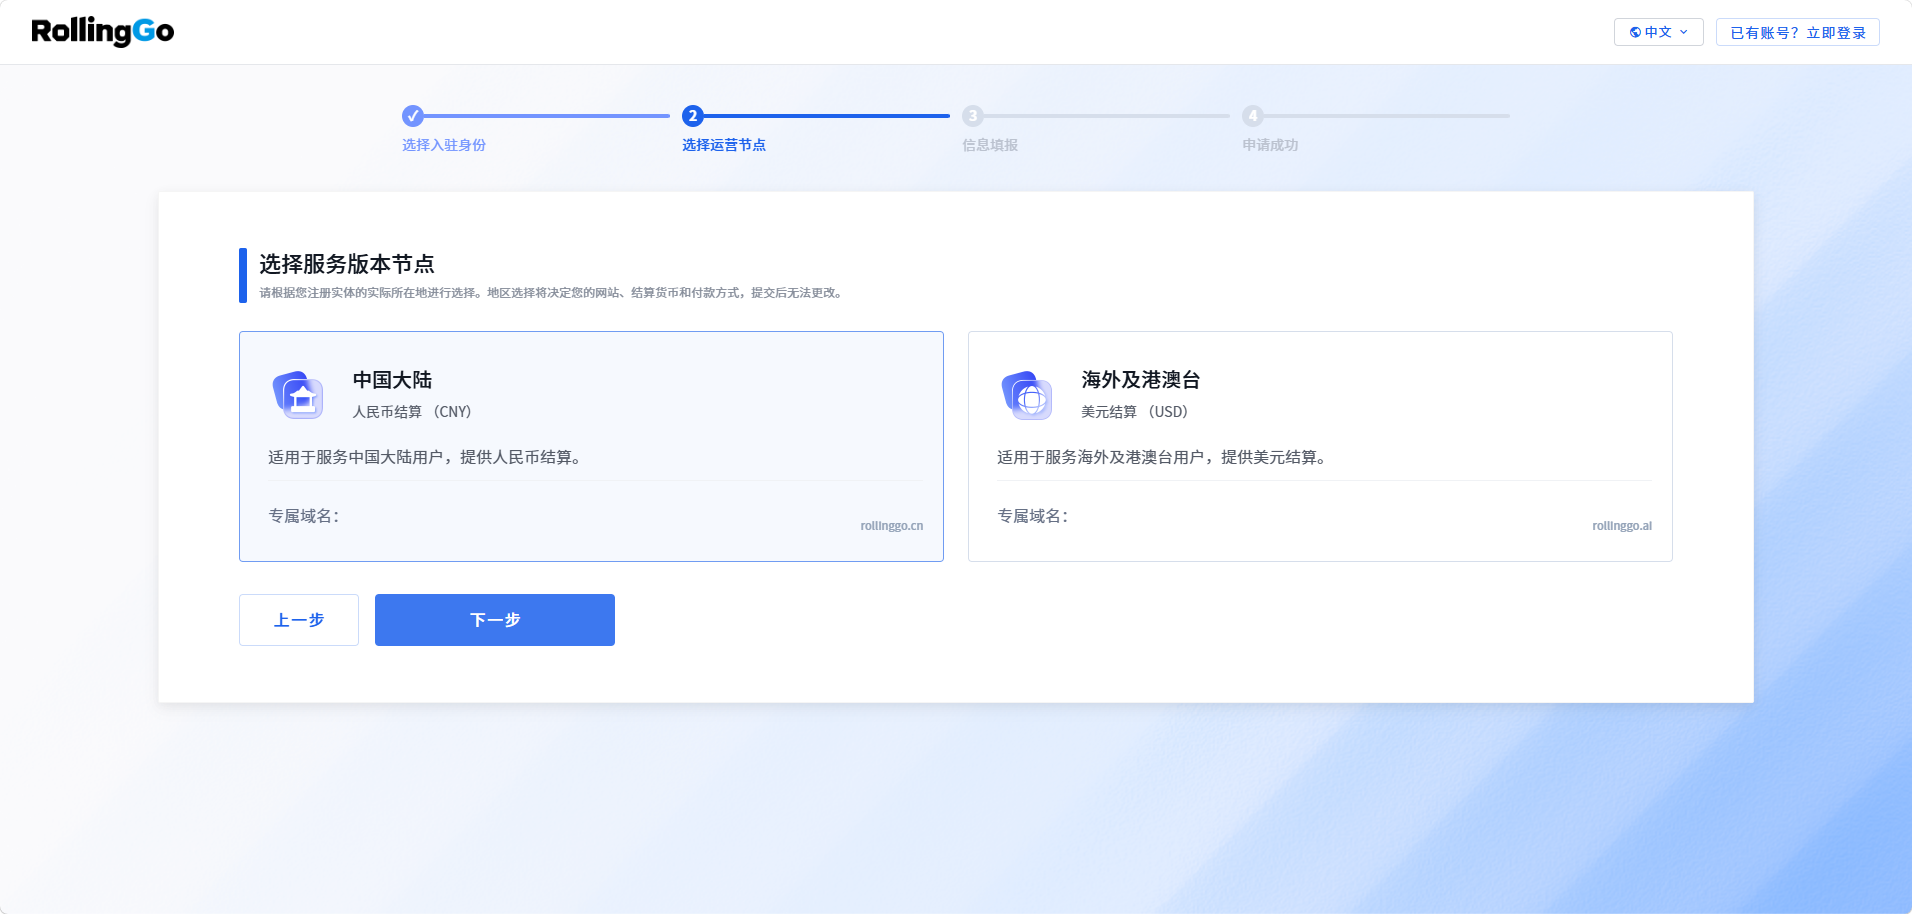 RollingGo
中文
已有账号？立即登录
2
3
4
选择入驻身份
选择运营节点
信息填报
申请成功
选择服务版本节点
请根据您注册实体的实际所在地进行选择。地区选择将决定您的网站、结算货币和付款方式，提交后无法更改。
中国大陆
人民币结算 （CNY）
适用于服务中国大陆用户，提供人民币结算。
专属域名：
rollinggo.cn
海外及港澳台
美元结算 （USD）
适用于服务海外及港澳台用户，提供美元结算。
专属域名：
rollinggo.ai
上一步
下一步